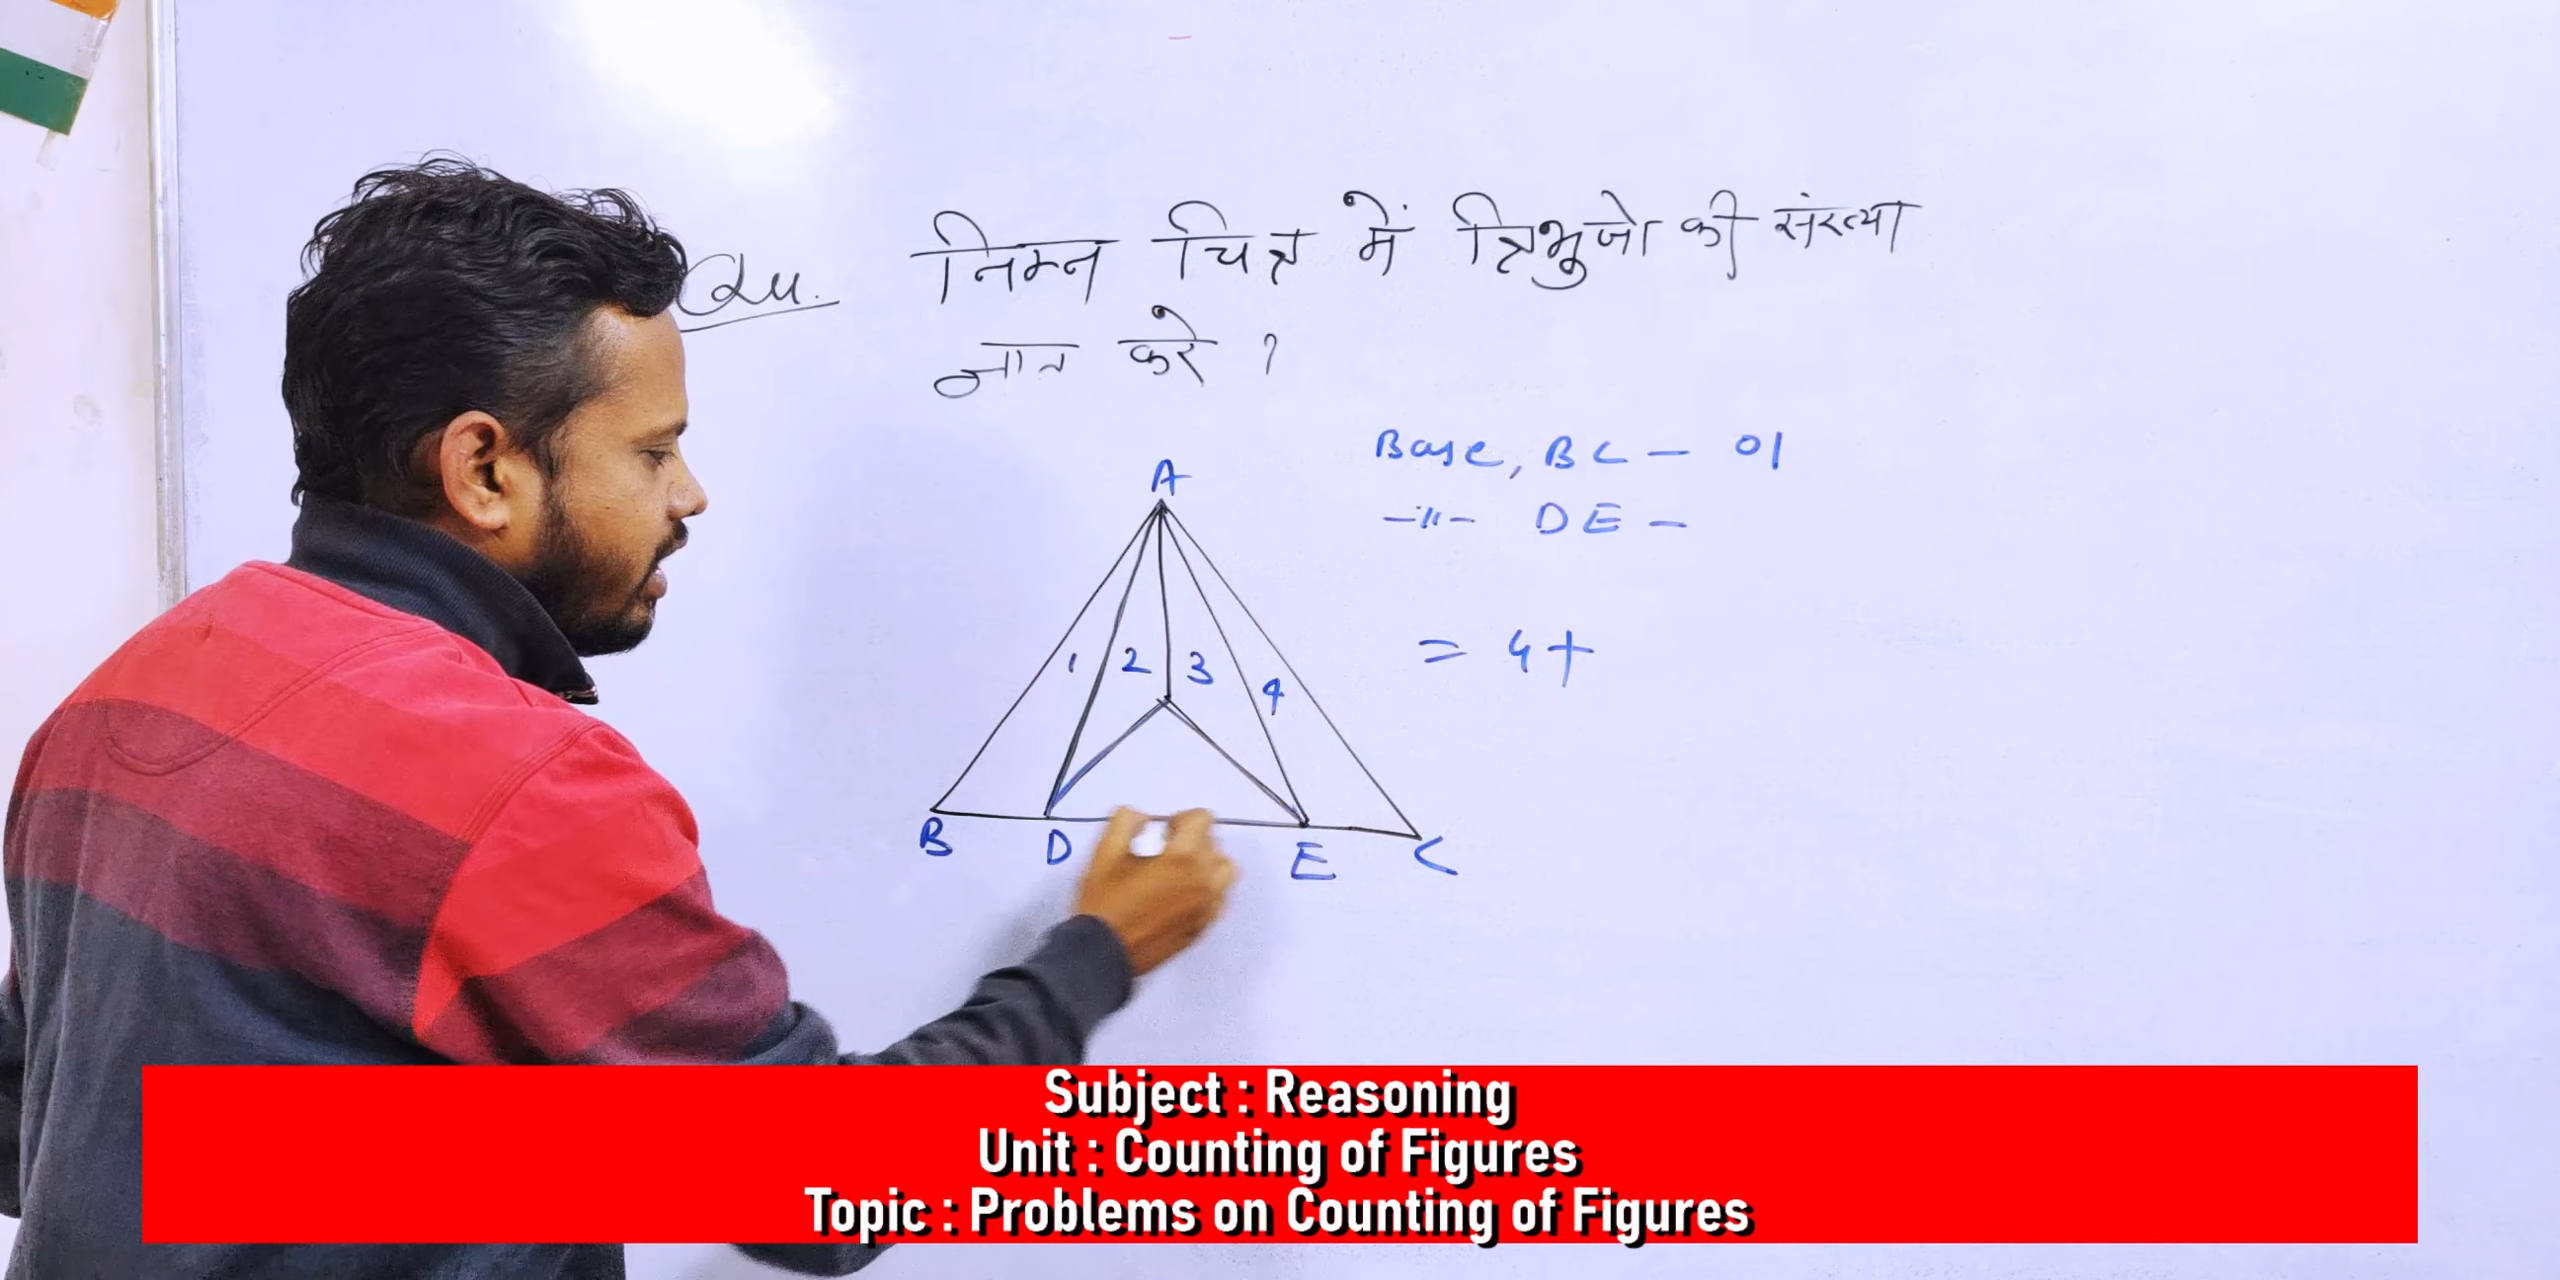 Qu. निम्न चित्र में त्रिभुजो की संख्या
ज्ञात करे ?
Base, BC - 01
-"- DE -
= 4+
A
1 2 3 4
B D E C
Subject : Reasoning
Unit : Counting of Figures
Topic : Problems on Counting of Figures